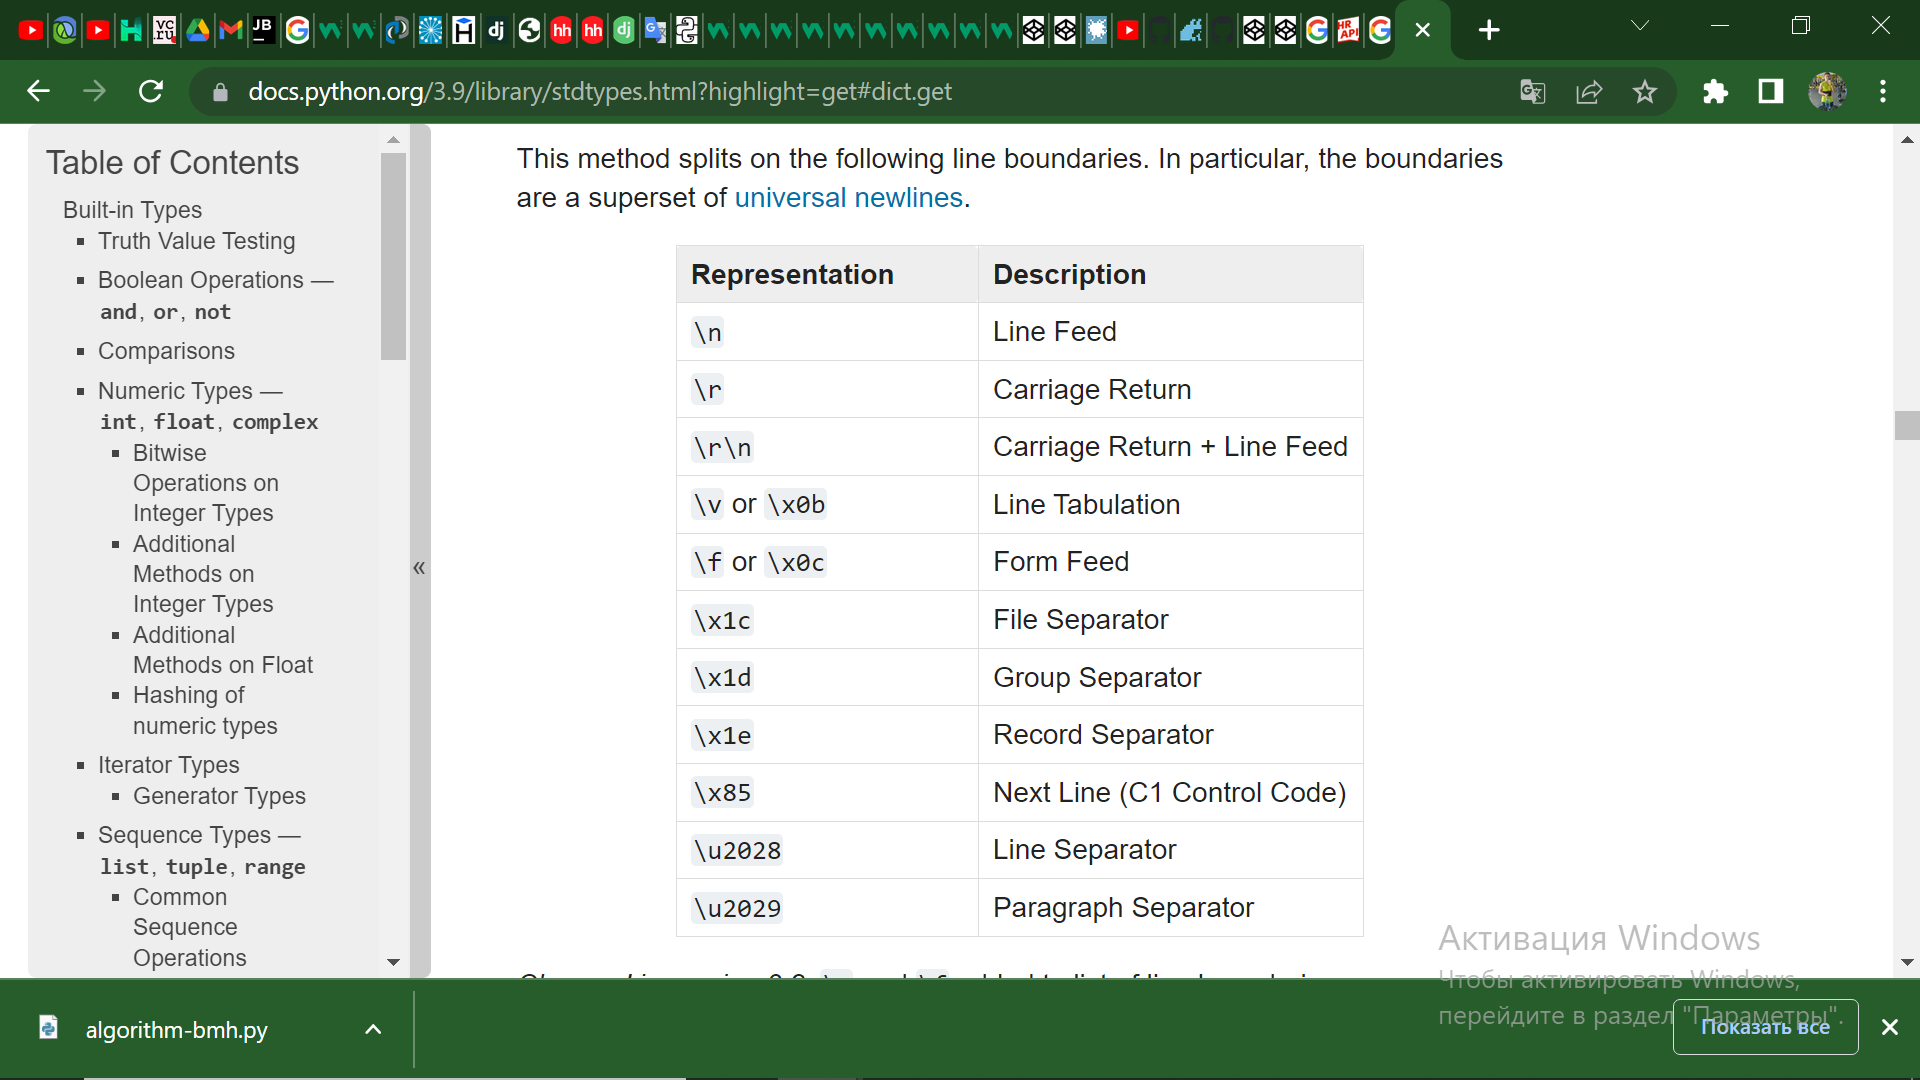 docs.python.org/3.9/library/stdtypes.html?highlight=get#dict.get
Table of Contents
Built-in Types
Truth Value Testing
Boolean Operations —
and, or, not
Comparisons
Numeric Types —
int, float, complex
Bitwise
Operations on
Integer Types
Additional
Methods on
Integer Types
Additional
Methods on Float
Hashing of
numeric types
Iterator Types
Generator Types
Sequence Types —
list, tuple, range
Common
Sequence
Operations
«
This method splits on the following line boundaries. In particular, the boundaries
are a superset of universal newlines.
Representation Description
\n Line Feed
\r Carriage Return
\r\n Carriage Return + Line Feed
\v or \x0b Line Tabulation
\f or \x0c Form Feed
\x1c File Separator
\x1d Group Separator
\x1e Record Separator
\x85 Next Line (C1 Control Code)
\u2028 Line Separator
\u2029 Paragraph Separator
Активация Windows
Чтобы активировать Windows,
перейдите в раздел "Параметры".
algorithm-bmh.py
Показать все